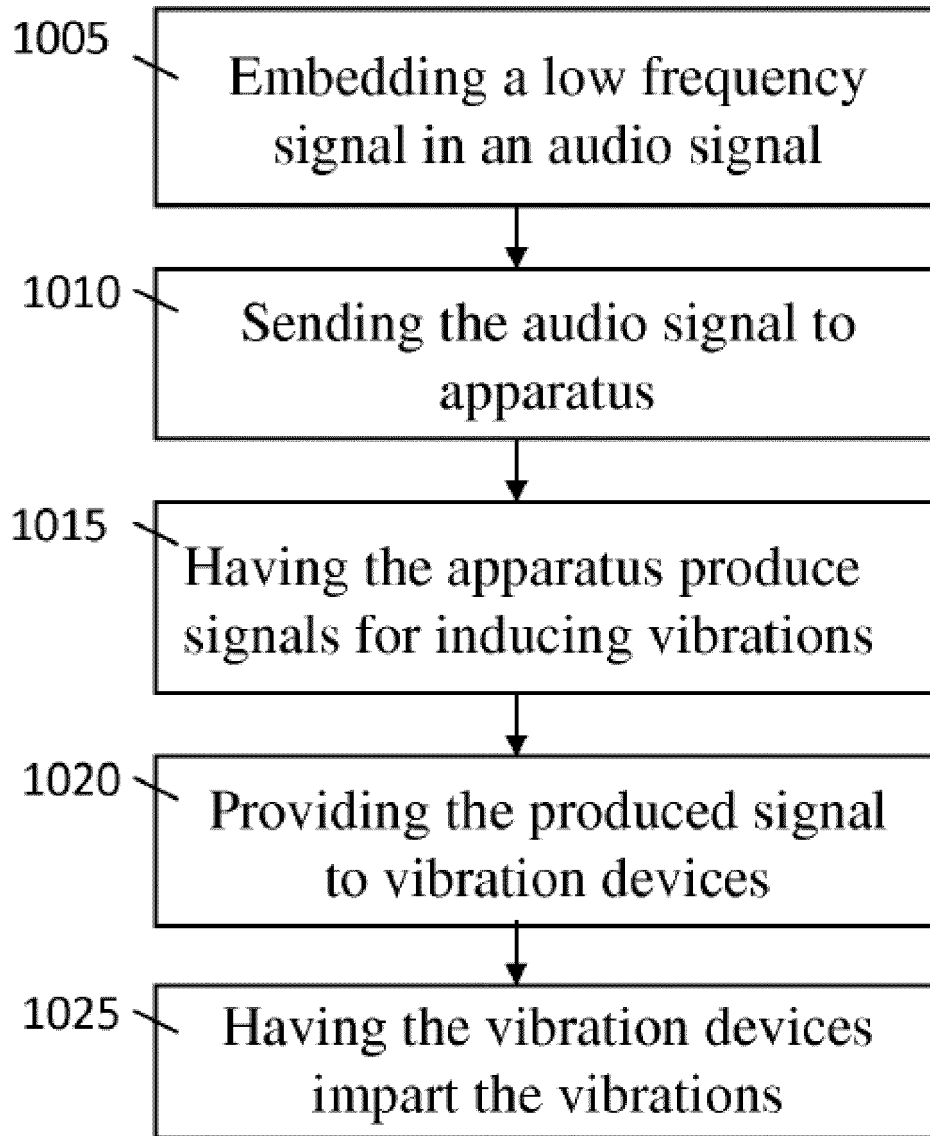 1005
Embedding a low frequency
signal in an audio signal
1010
Sending the audio signal to
apparatus
1015
Having the apparatus produce
signals for inducing vibrations
1020
Providing the produced signal
to vibration devices
1025
Having the vibration devices
impart the vibrations